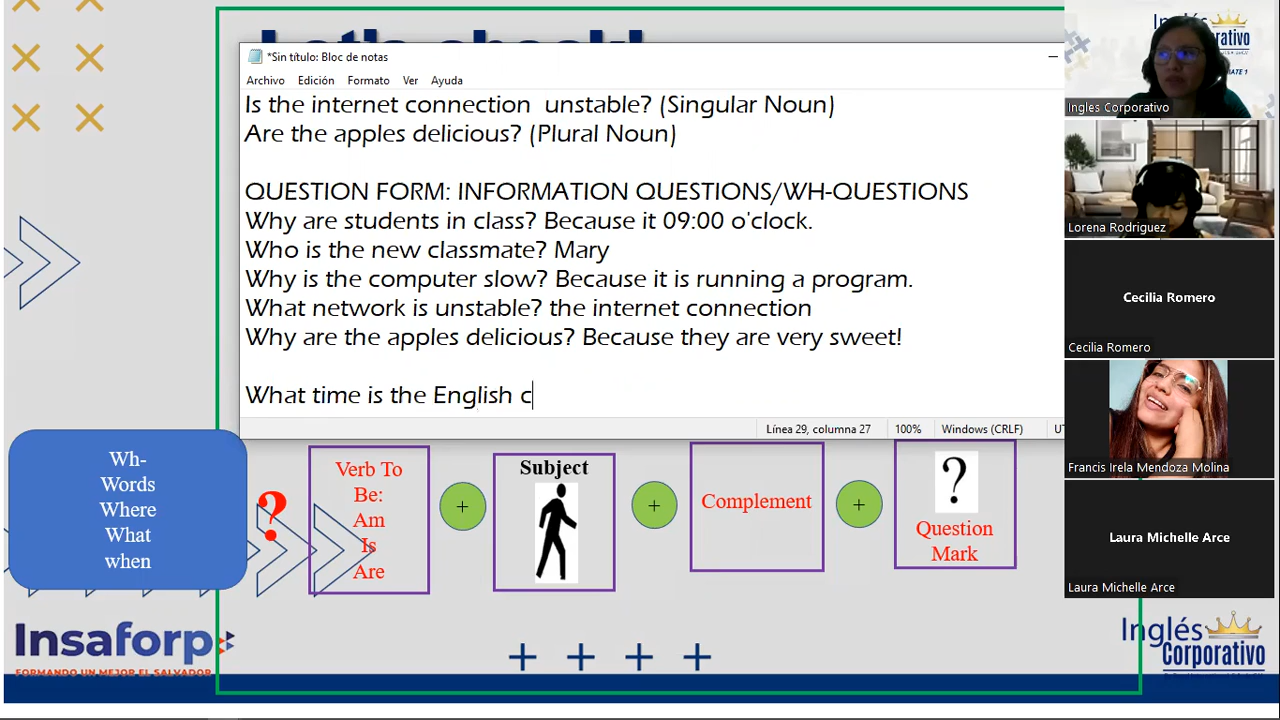 Let's check!
*Sin título: Bloc de notas
Archivo Edición Formato Ver Ayuda
Is the internet connection  unstable? (Singular Noun)
Are the apples delicious? (Plural Noun)
QUESTION FORM: INFORMATION QUESTIONS/WH-QUESTIONS
Why are students in class? Because it 09:00 o'clock.
Who is the new classmate? Mary
Why is the computer slow? Because it is running a program.
What network is unstable? the internet connection
Why are the apples delicious? Because they are very sweet!
What time is the English c
Línea 29, columna 27 100% Windows (CRLF) UT
Wh-
Words
Where
What
when
?
Verb To
Be:
Am
Is
Are
+
Subject
+
Complement
+
?
Question
Mark
Insaforp
FORMANDO UN MEJOR EL SALVADOR
Inglés
Corporativo
Inglés Corporativo
Lorena Rodriguez
Cecilia Romero
Cecilia Romero
Francis Irela Mendoza Molina
Laura Michelle Arce
Laura Michelle Arce